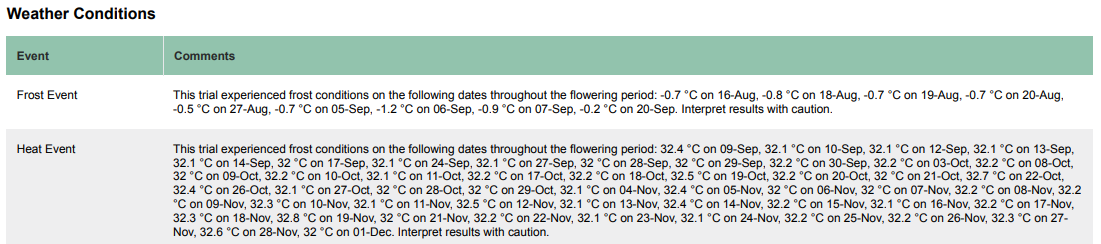 Weather Conditions
Event Comments
Frost Event This trial experienced frost conditions on the following dates throughout the flowering period: -0.7 °C on 16-Aug, -0.8 °C on 18-Aug, -0.7 °C on 19-Aug, -0.7 °C on 20-Aug,
-0.5 °C on 27-Aug, -0.7 °C on 05-Sep, -1.2 °C on 06-Sep, -0.9 °C on 07-Sep, -0.2 °C on 20-Sep. Interpret results with caution.
Heat Event This trial experienced frost conditions on the following dates throughout the flowering period: 32.4 °C on 09-Sep, 32.1 °C on 10-Sep, 32.1 °C on 12-Sep, 32.1 °C on 13-Sep,
32.1 °C on 14-Sep, 32 °C on 17-Sep, 32.1 °C on 24-Sep, 32.1 °C on 27-Sep, 32 °C on 28-Sep, 32 °C on 29-Sep, 32.2 °C on 30-Sep, 32.2 °C on 03-Oct, 32.2 °C on 08-Oct,
32 °C on 09-Oct, 32.2 °C on 10-Oct, 32.1 °C on 11-Oct, 32.2 °C on 17-Oct, 32.2 °C on 18-Oct, 32.5 °C on 19-Oct, 32.2 °C on 20-Oct, 32 °C on 21-Oct, 32.7 °C on 22-Oct,
32.4 °C on 26-Oct, 32.1 °C on 27-Oct, 32 °C on 28-Oct, 32 °C on 29-Oct, 32.1 °C on 04-Nov, 32.4 °C on 05-Nov, 32 °C on 06-Nov, 32 °C on 07-Nov, 32.2 °C on 08-Nov, 32.2
°C on 09-Nov, 32.3 °C on 10-Nov, 32.1 °C on 11-Nov, 32.5 °C on 12-Nov, 32.1 °C on 13-Nov, 32.4 °C on 14-Nov, 32.2 °C on 15-Nov, 32.1 °C on 16-Nov, 32.2 °C on 17-Nov,
32.3 °C on 18-Nov, 32.8 °C on 19-Nov, 32 °C on 21-Nov, 32.2 °C on 22-Nov, 32.1 °C on 23-Nov, 32.1 °C on 24-Nov, 32.2 °C on 25-Nov, 32.2 °C on 26-Nov, 32.3 °C on 27-
Nov, 32.6 °C on 28-Nov, 32 °C on 01-Dec. Interpret results with caution.